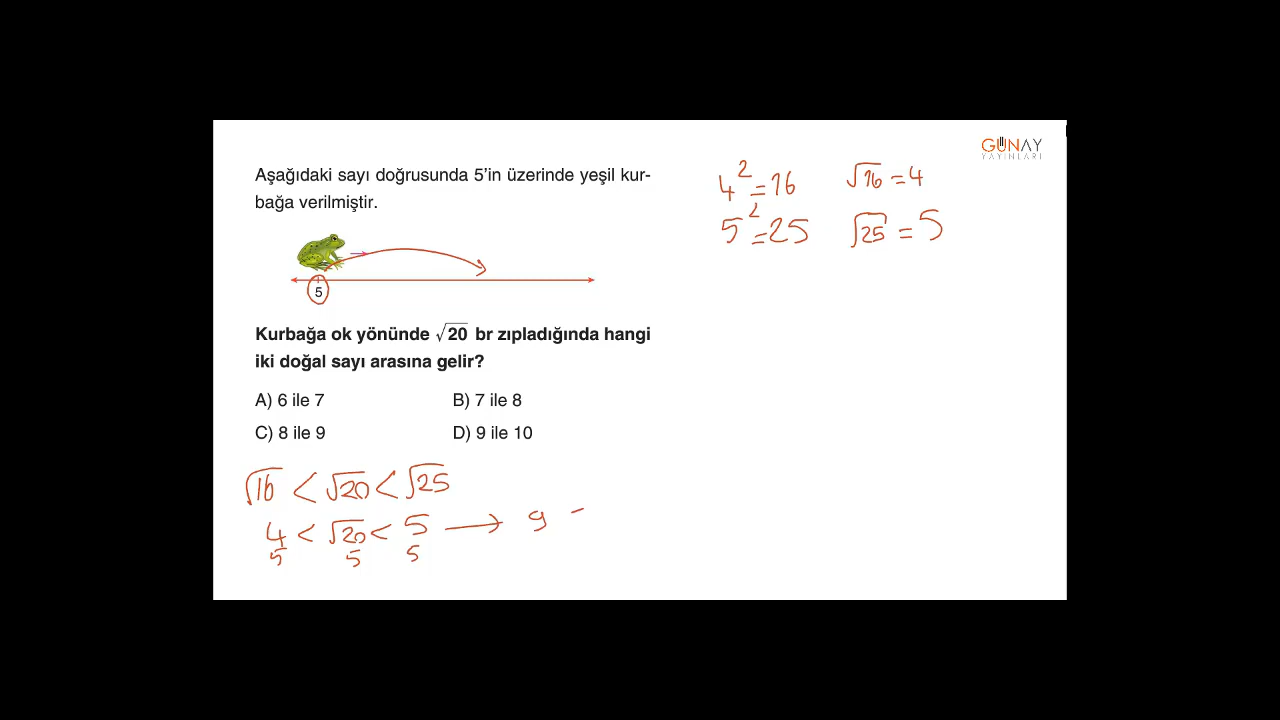 GÜNAY
YAYINLARI
Aşağıdaki sayı doğrusunda 5'in üzerinde yeşil kur-
bağa verilmiştir.
5
Kurbağa ok yönünde √20 br zıpladığında hangi
iki doğal sayı arasına gelir?
A) 6 ile 7
B) 7 ile 8
C) 8 ile 9
D) 9 ile 10
√16 < √20 < √25
4 < √20 < 5 → 9 -
5 5 5
4² = 16 √16 = 4
5² = 25 √25 = 5